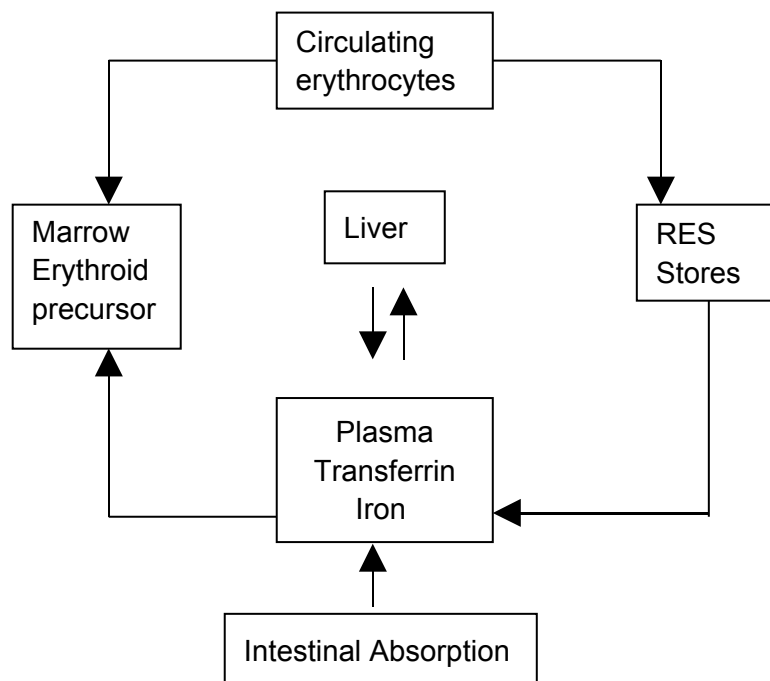 Circulating
erythrocytes
Liver
Marrow
Erythroid
precursor
RES
Stores
Plasma
Transferrin
Iron
Intestinal Absorption